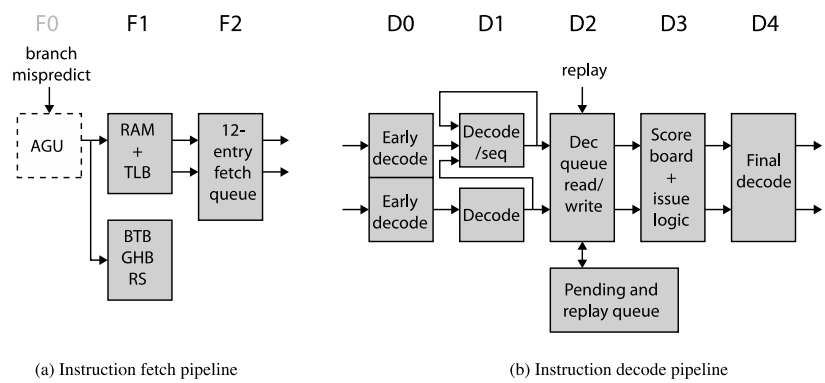 F0 F1 F2
branch
mispredict
AGU
RAM
+
TLB
12-
entry
fetch
queue
BTB
GHB
RS
(a) Instruction fetch pipeline
D0 D1 D2 D3 D4
replay
Early
decode
Decode
/seq
Early
decode
Decode
Dec
queue
read/
write
Score
board
+
issue
logic
Final
decode
Pending and
replay queue
(b) Instruction decode pipeline